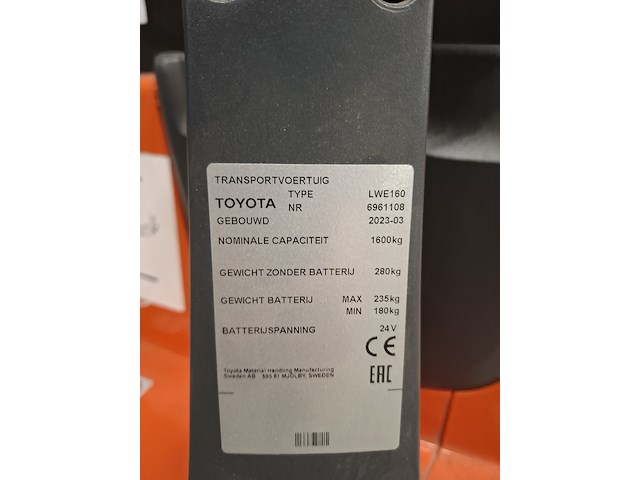 TRANSPORTVOERTUIG
TYPE LWE160
TOYOTA NR 6961108
GEBOUWD 2023-03
NOMINALE CAPACITEIT 1600kg
GEWICHT ZONDER BATTERIJ 280kg
GEWICHT BATTERIJ MAX 235kg
MIN 180kg
BATTERIJSPANNING 24V
CE
Toyota Material Handling Manufacturing
Sweden AB 595 81 MJÖLBY, SWEDEN
EAC